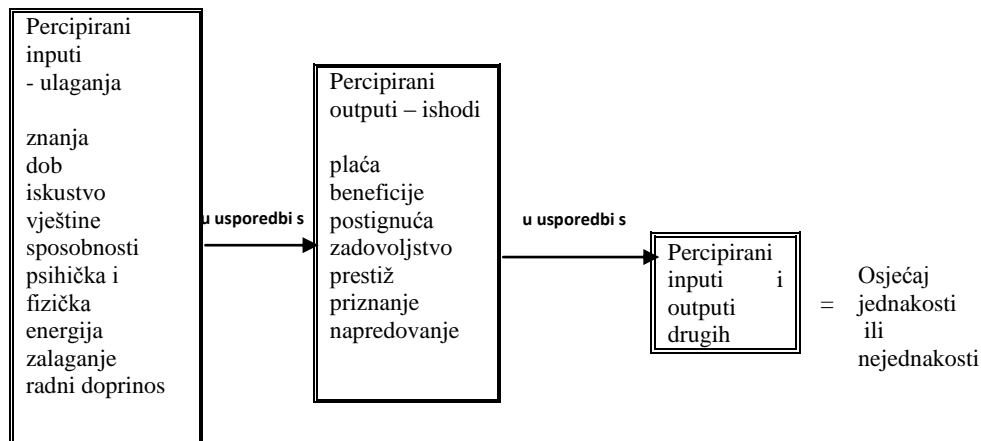 Percipirani
inputi
- ulaganja
znanja
dob
iskustvo
vještine
sposobnosti
psihička i
fizička
energija
zalaganje
radni doprinos
u usporedbi s
Percipirani
outputi – ishodi
plaća
beneficije
postignuća
zadovoljstvo
prestiž
priznanje
napredovanje
u usporedbi s
Percipirani
inputi i
outputi
drugih
=
Osjećaj
jednakosti
ili
nejednakosti